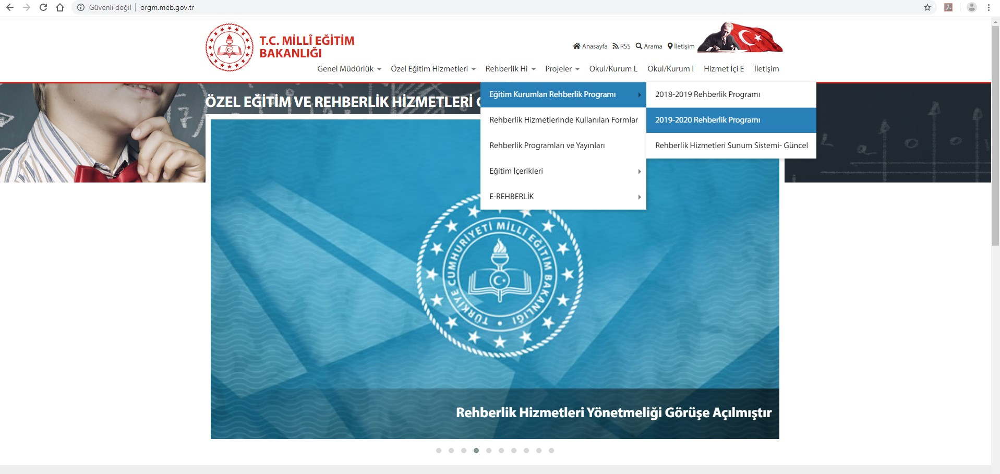 Güvenli değil | orgm.meb.gov.tr
T.C. MİLLÎ EĞİTİM
BAKANLIĞI
Anasayfa RSS Arama İletişim
Genel Müdürlük Özel Eğitim Hizmetleri Rehberlik Hi Projeler Okul/Kurum L Okul/Kurum İ Hizmet İçi E İletişim
ÖZEL EĞİTİM VE REHBERLİK HİZMETLERİ
Eğitim Kurumları Rehberlik Programı
Rehberlik Hizmetlerinde Kullanılan Formlar
Rehberlik Programları ve Yayınları
Eğitim İçerikleri
E-REHBERLİK
2018-2019 Rehberlik Programı
2019-2020 Rehberlik Programı
Rehberlik Hizmetleri Sunum Sistemi- Güncel
TÜRKİYE CUMHURİYETİ MİLLÎ EĞİTİM BAKANLIĞI
Rehberlik Hizmetleri Yönetmeliği Görüşe Açılmıştır